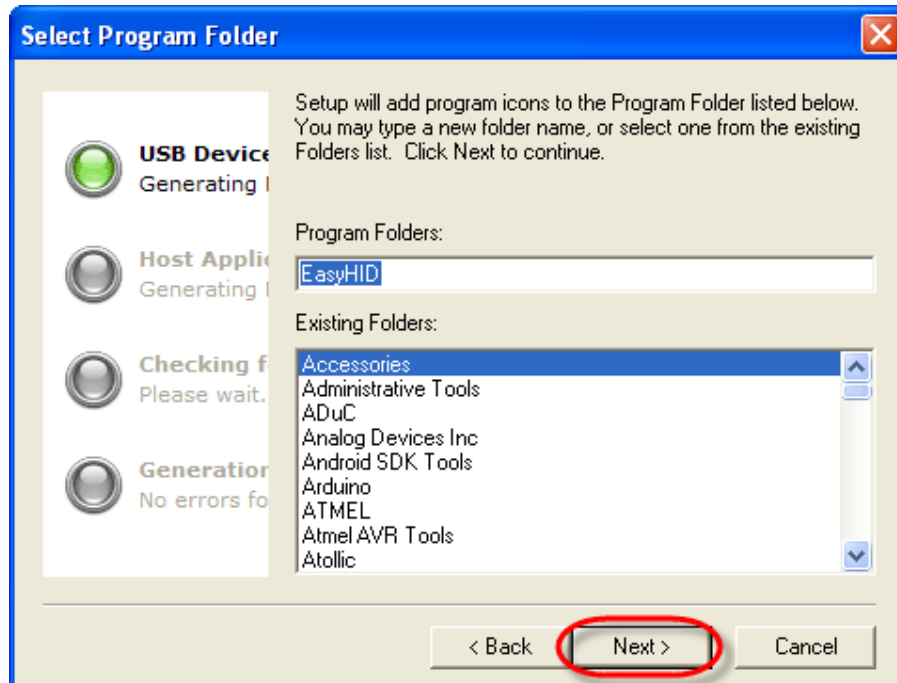 Select Program Folder
Setup will add program icons to the Program Folder listed below.
You may type a new folder name, or select one from the existing
Folders list. Click Next to continue.
USB Device
Generating
Host Applic
Generating
Checking f
Please wait.
Generation
No errors fo
Program Folders:
EasyHID
Existing Folders:
Accessories
Administrative Tools
ADuC
Analog Devices Inc
Android SDK Tools
Arduino
ATMEL
Atmel AVR Tools
Atollic
< Back
Next >
Cancel